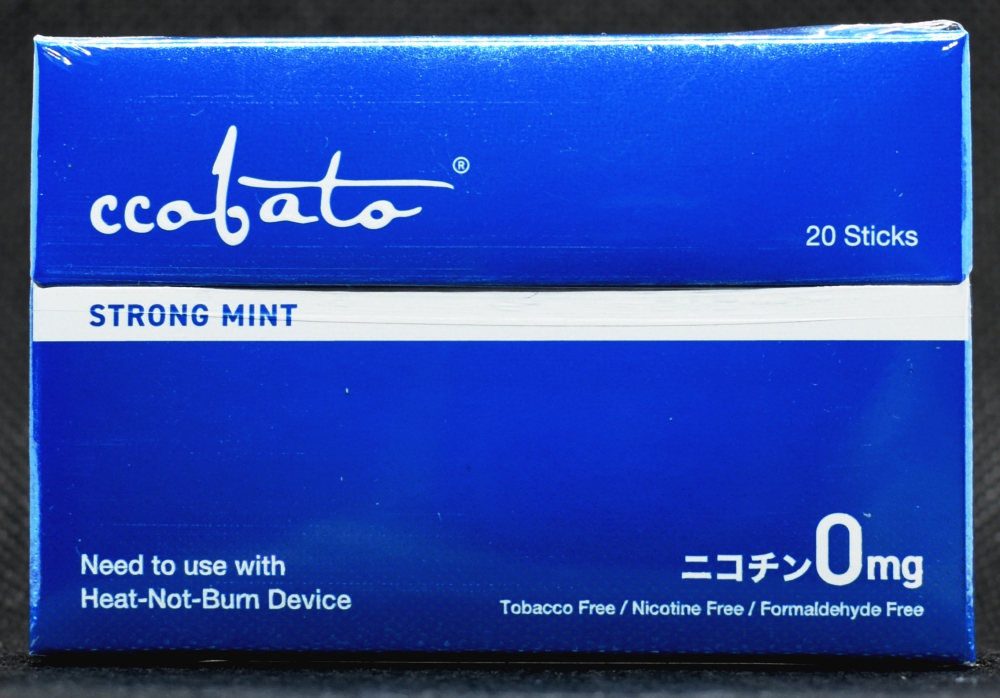 ccobato®
20 Sticks
STRONG MINT
Need to use with
Heat-Not-Burn Device
ニコチン0mg
Tobacco Free / Nicotine Free / Formaldehyde Free